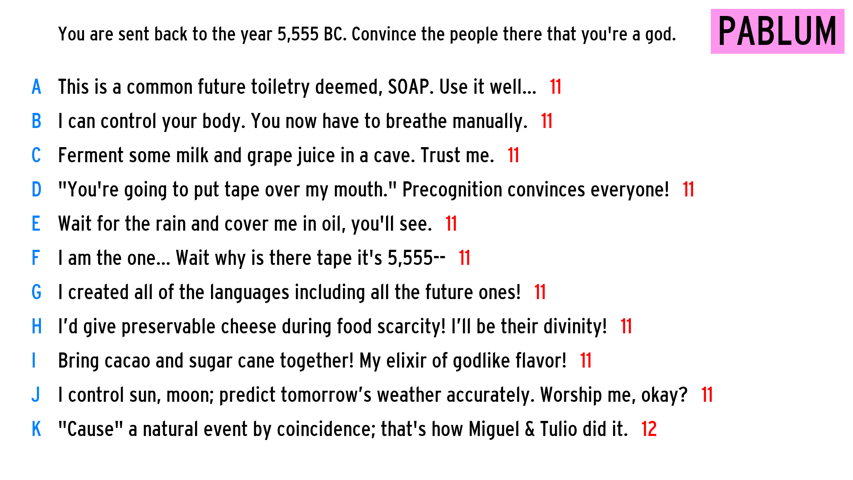 You are sent back to the year 5,555 BC. Convince the people there that you're a god.
PABLUM
A This is a common future toiletry deemed, SOAP. Use it well... 11
B I can control your body. You now have to breathe manually. 11
C Ferment some milk and grape juice in a cave. Trust me. 11
D "You're going to put tape over my mouth." Precognition convinces everyone! 11
E Wait for the rain and cover me in oil, you'll see. 11
F I am the one... Wait why is there tape it's 5,555-- 11
G I created all of the languages including all the future ones! 11
H I’d give preservable cheese during food scarcity! I’ll be their divinity! 11
I Bring cacao and sugar cane together! My elixir of godlike flavor! 11
J I control sun, moon; predict tomorrow’s weather accurately. Worship me, okay? 11
K "Cause" a natural event by coincidence; that's how Miguel & Tulio did it. 12